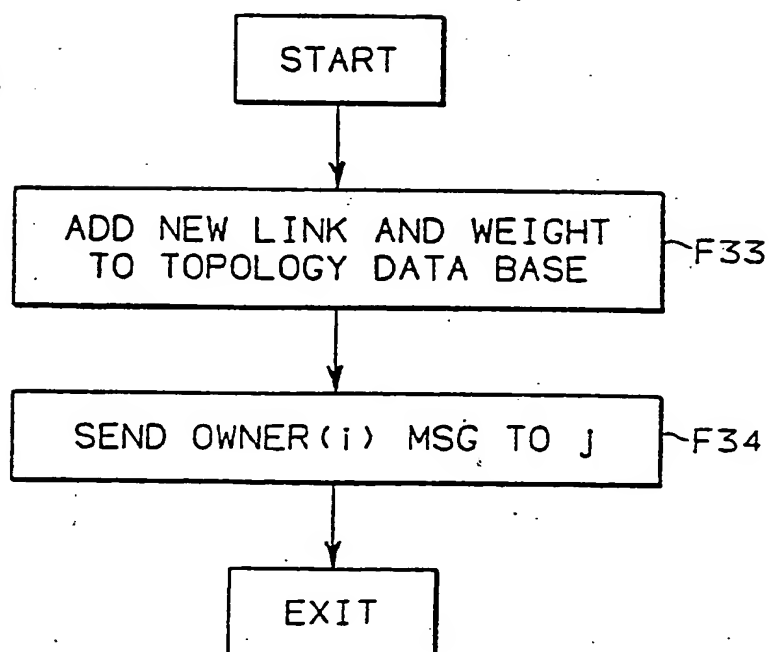 START
ADD NEW LINK AND WEIGHT
TO TOPOLOGY DATA BASE
F33
SEND OWNER(i) MSG TO j
F34
EXIT